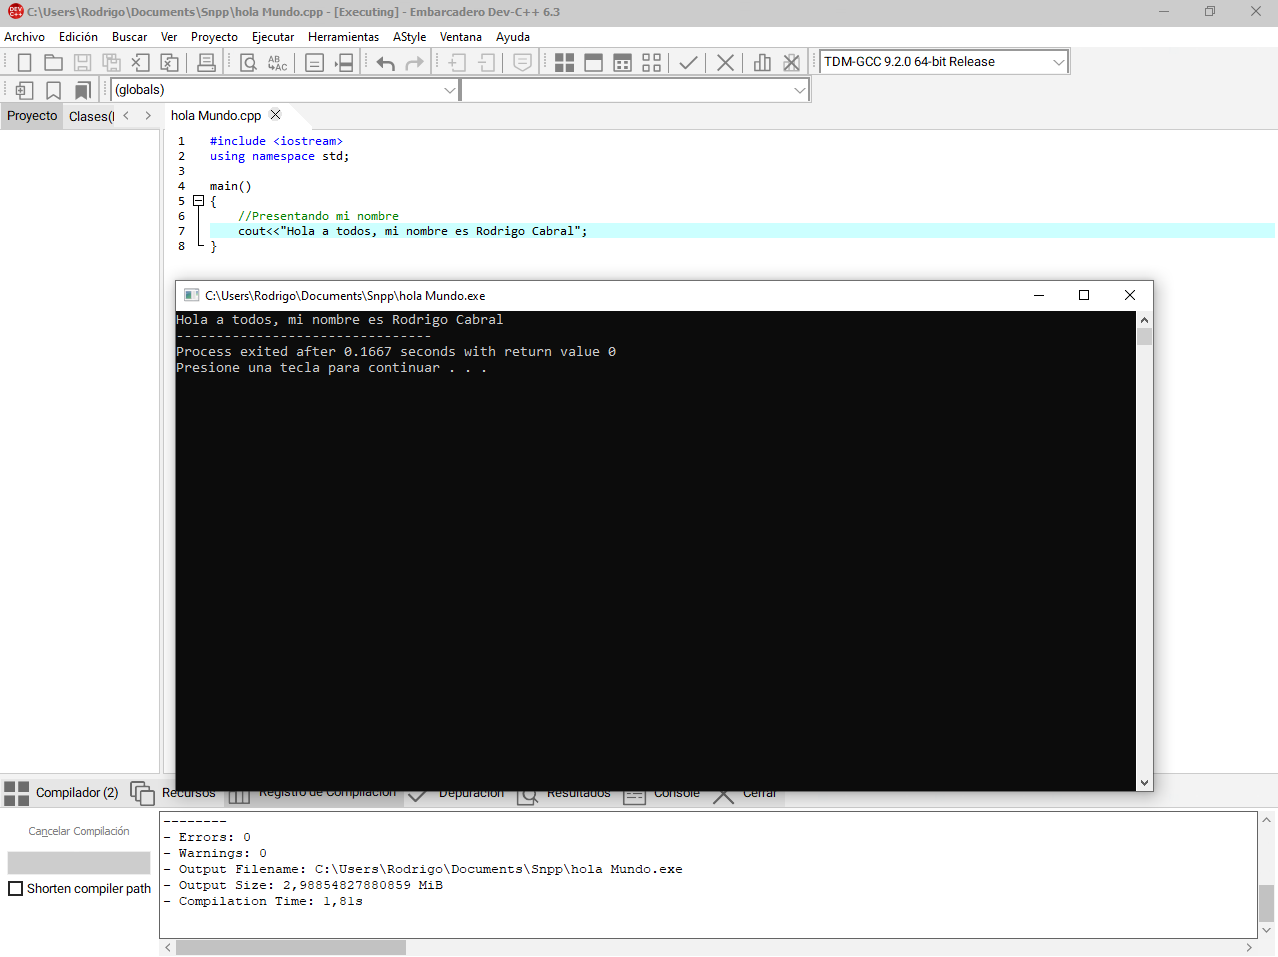 C:\Users\Rodrigo\Documents\Snpp\hola Mundo.cpp - [Executing] - Embarcadero Dev-C++ 6.3
Archivo Edición Buscar Ver Proyecto Ejecutar Herramientas AStyle Ventana Ayuda
TDM-GCC 9.2.0 64-bit Release
(globals)
Proyecto Clases( hola Mundo.cpp
1 #include <iostream>
2 using namespace std;
3
4 main()
5 {
6 //Presentando mi nombre
7 cout<<"Hola a todos, mi nombre es Rodrigo Cabral";
8 }
C:\Users\Rodrigo\Documents\Snpp\hola Mundo.exe
Hola a todos, mi nombre es Rodrigo Cabral
--------------------------------
Process exited after 0.1667 seconds with return value 0
Presione una tecla para continuar . . .
Compilador (2) Recursos Registro de Compilación Depuración Resultados Console Cerrar
Cancelar Compilación
Shorten compiler path
--------
- Errors: 0
- Warnings: 0
- Output Filename: C:\Users\Rodrigo\Documents\Snpp\hola Mundo.exe
- Output Size: 2,98854827880859 MiB
- Compilation Time: 1,81s